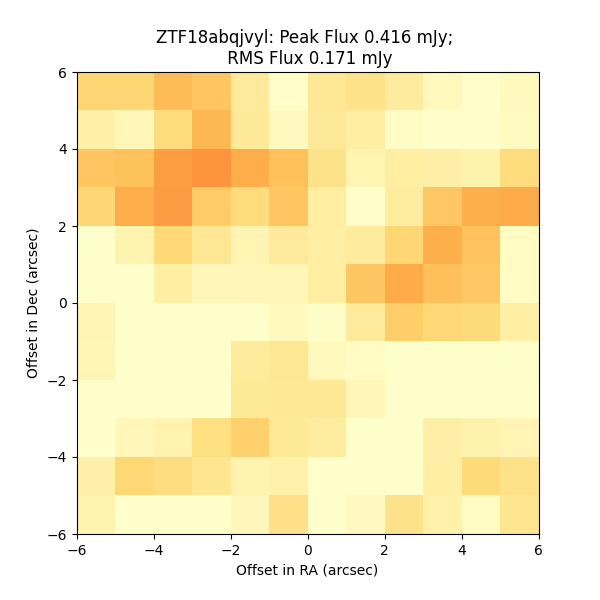 ZTF18abqjvyl: Peak Flux 0.416 mJy;
RMS Flux 0.171 mJy
6
4
2
0
−2
−4
−6
Offset in Dec (arcsec)
−6 −4 −2 0 2 4 6
Offset in RA (arcsec)